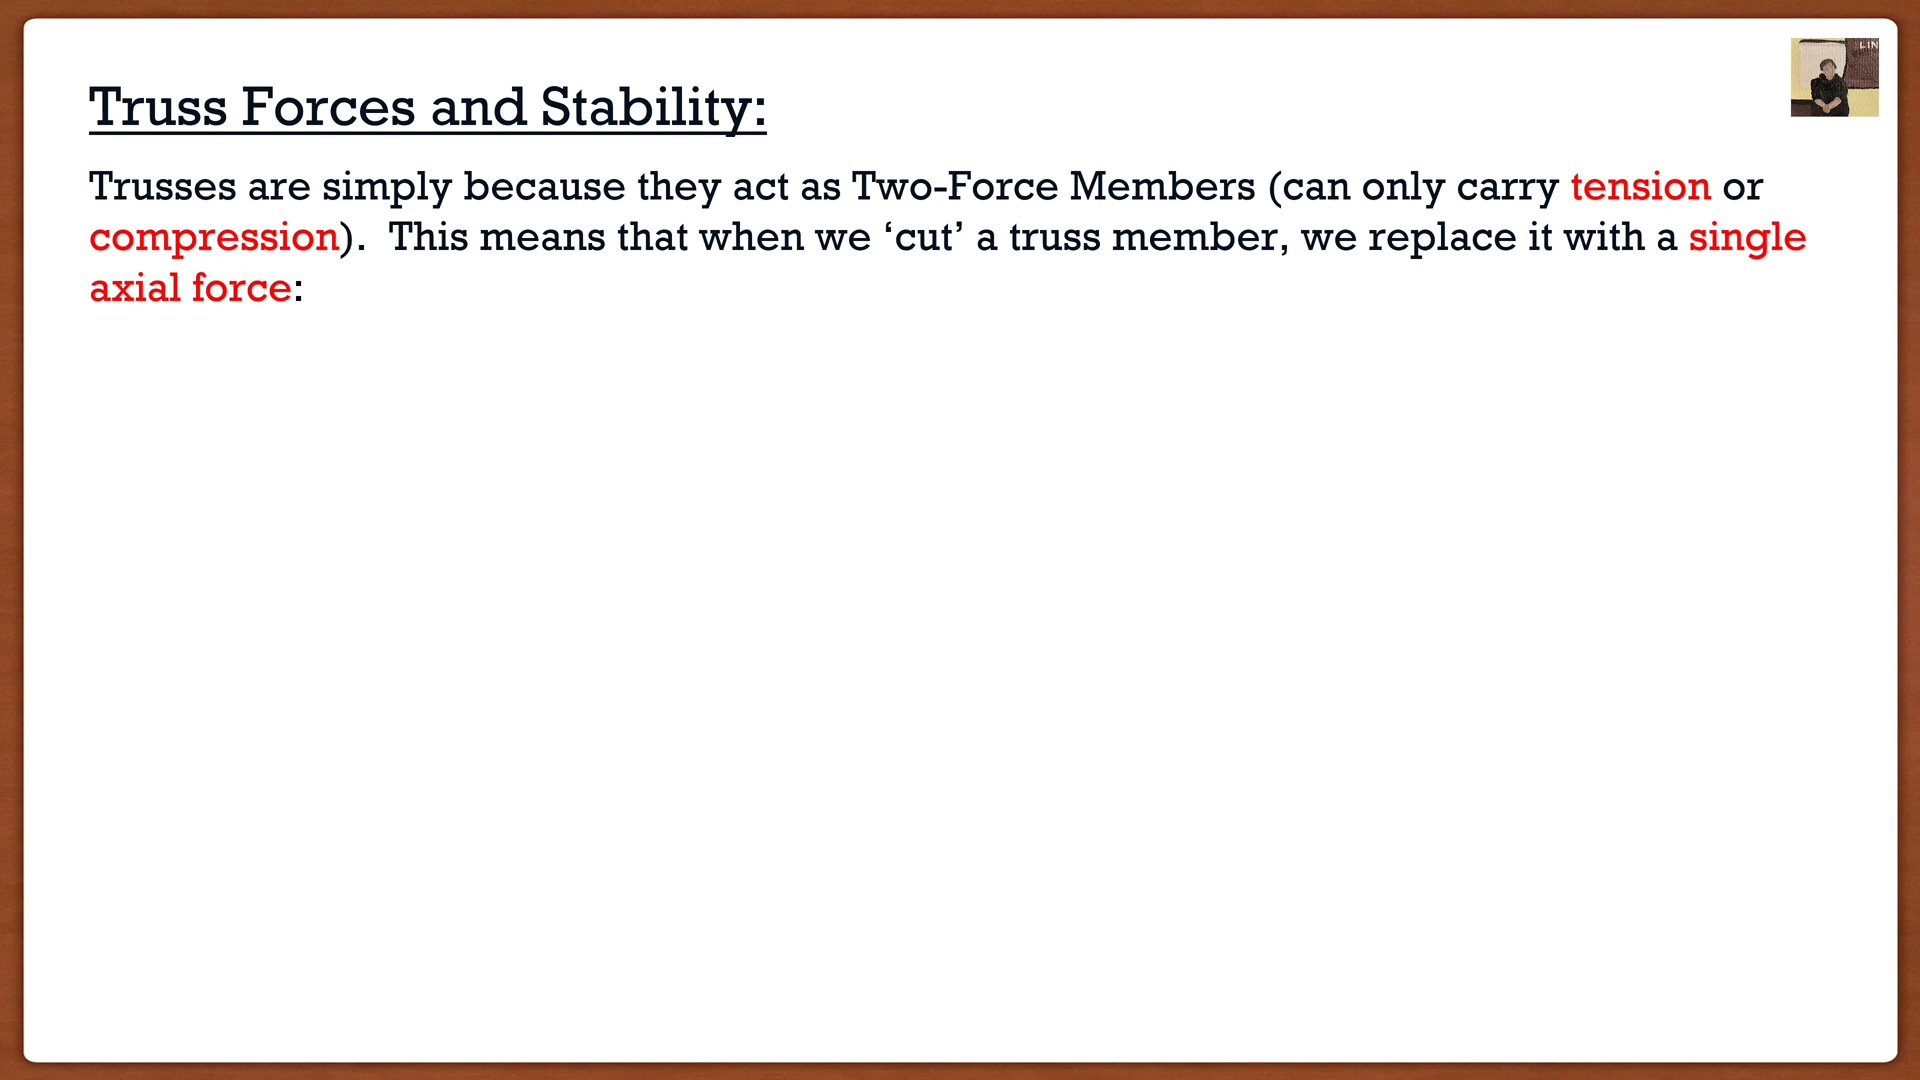 LIN
Truss Forces and Stability:
Trusses are simply because they act as Two-Force Members (can only carry tension or
compression).  This means that when we ‘cut’ a truss member, we replace it with a single
axial force: